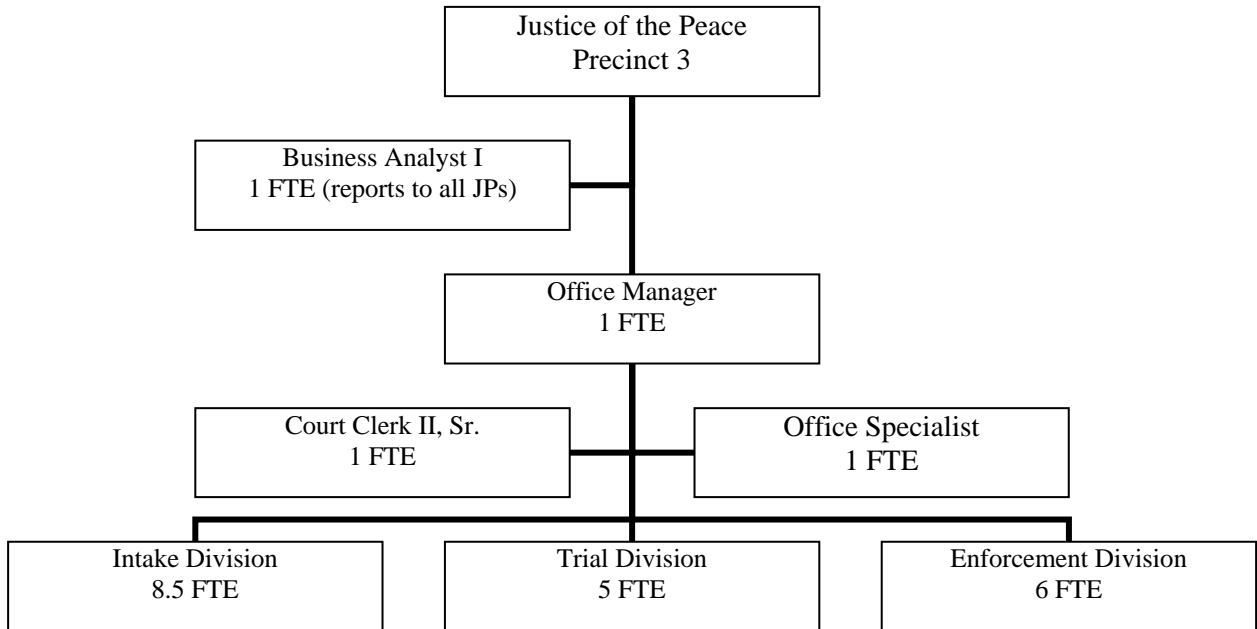 Justice of the Peace
Precinct 3
Business Analyst I
1 FTE (reports to all JPs)
Office Manager
1 FTE
Court Clerk II, Sr.
1 FTE
Office Specialist
1 FTE
Intake Division
8.5 FTE
Trial Division
5 FTE
Enforcement Division
6 FTE